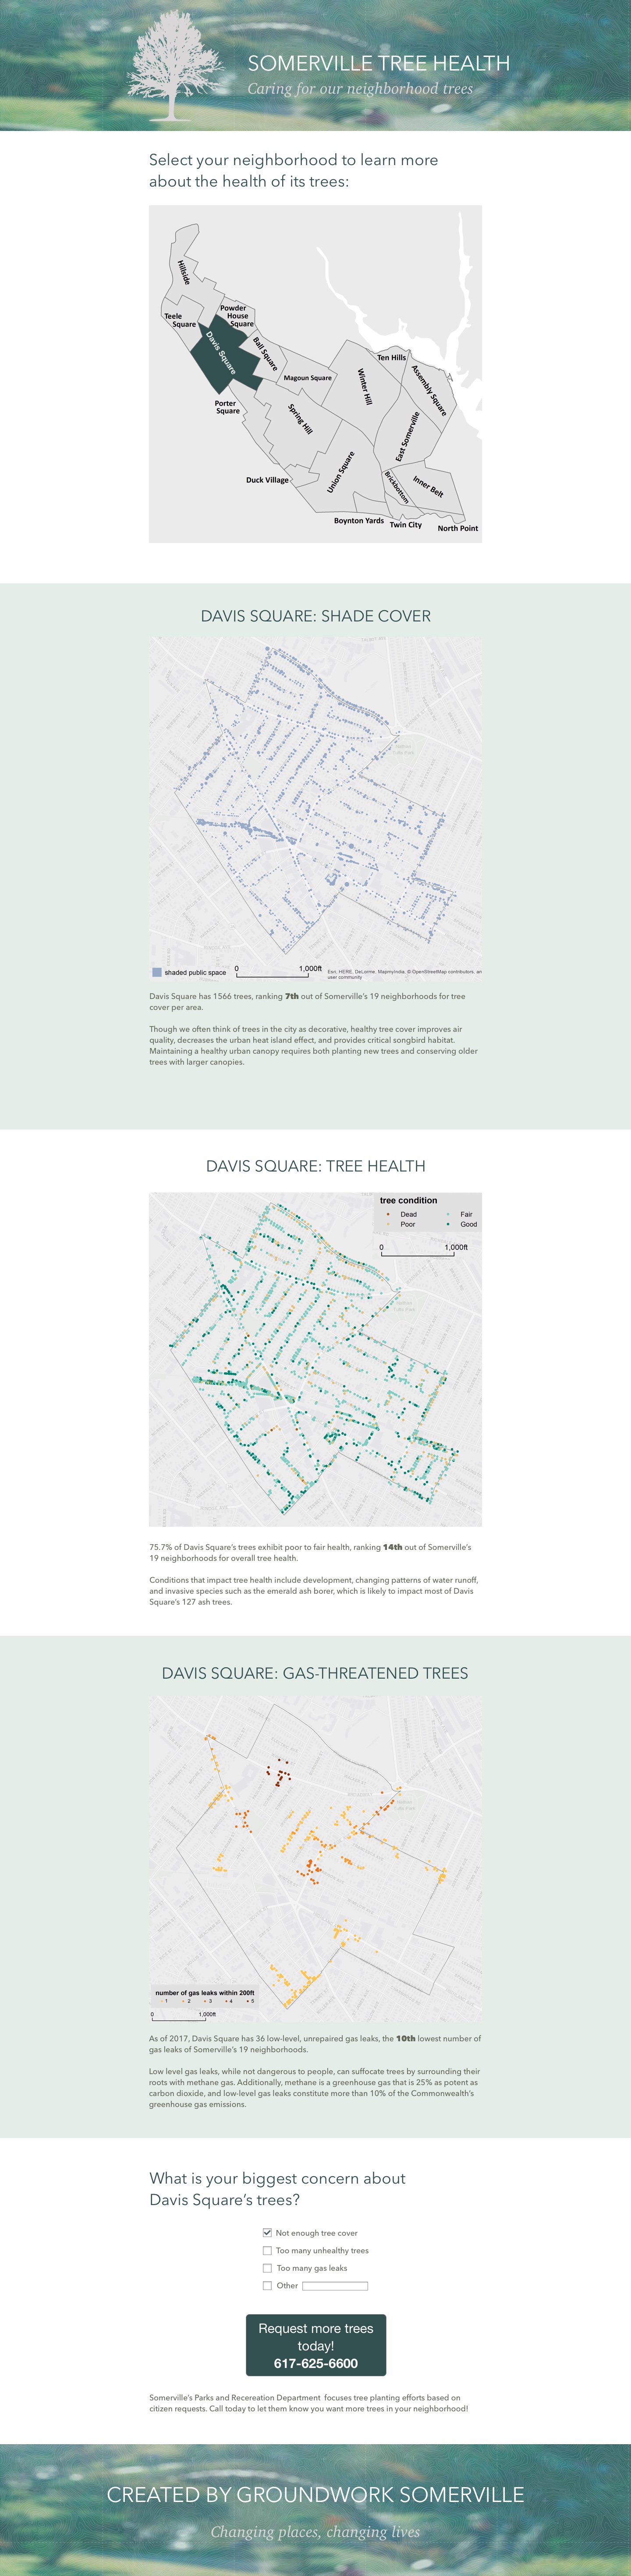 SOMERVILLE TREE HEALTH
Caring for our neighborhood trees
Select your neighborhood to learn more
about the health of its trees:
Hillside
Teele
Square
Powder
House
Square
Davis Square
Ball Square
Porter
Square
Magoun Square
Spring Hill
Winter Hill
Ten Hills
Assembly Square
East Somerville
Duck Village
Union Square
Brickbottom
Inner Belt
Boynton Yards
Twin City
North Point
DAVIS SQUARE: SHADE COVER
shaded public space
0 1,000ft
Esri, HERE, DeLorme, MapmyIndia, © OpenStreetMap contributors, an
user community
Davis Square has 1566 trees, ranking 7th out of Somerville's 19 neighborhoods for tree
cover per area.
Though we often think of trees in the city as decorative, healthy tree cover improves air
quality, decreases the urban heat island effect, and provides critical songbird habitat.
Maintaining a healthy urban canopy requires both planting new trees and conserving older
trees with larger canopies.
DAVIS SQUARE: TREE HEALTH
tree condition
Dead Fair
Poor Good
0 1,000ft
75.7% of Davis Square's trees exhibit poor to fair health, ranking 14th out of Somerville's
19 neighborhoods for overall tree health.
Conditions that impact tree health include development, changing patterns of water runoff,
and invasive species such as the emerald ash borer, which is likely to impact most of Davis
Square's 127 ash trees.
DAVIS SQUARE: GAS-THREATENED TREES
number of gas leaks within 200ft
1 2 3 4 5
0 1,000ft
As of 2017, Davis Square has 36 low-level, unrepaired gas leaks, the 10th lowest number of
gas leaks of Somerville's 19 neighborhoods.
Low level gas leaks, while not dangerous to people, can suffocate trees by surrounding their
roots with methane gas. Additionally, methane is a greenhouse gas that is 25% as potent as
carbon dioxide, and low-level gas leaks constitute more than 10% of the Commonwealth's
greenhouse gas emissions.
What is your biggest concern about
Davis Square's trees?
Not enough tree cover
Too many unhealthy trees
Too many gas leaks
Other
Request more trees
today!
617-625-6600
Somerville's Parks and Recereation Department focuses tree planting efforts based on
citizen requests. Call today to let them know you want more trees in your neighborhood!
CREATED BY GROUNDWORK SOMERVILLE
Changing places, changing lives